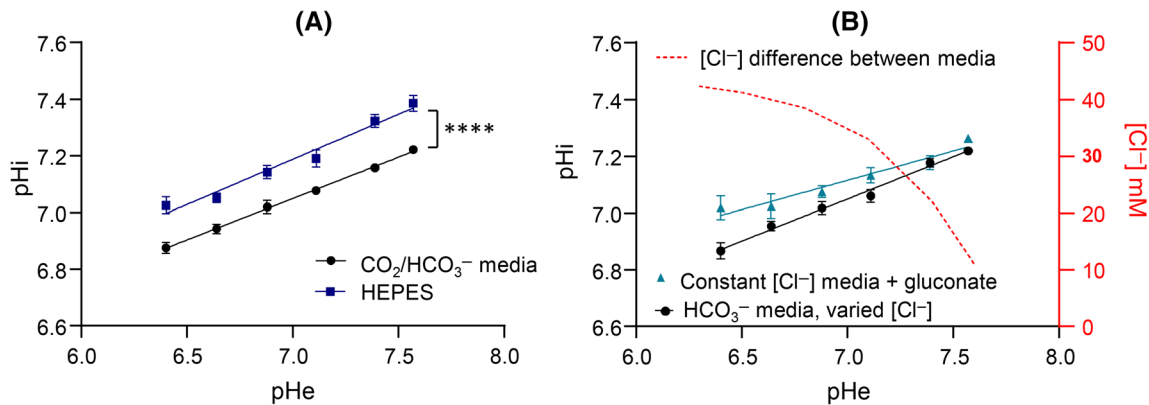 (A)
7.6
7.4
7.2
7.0
6.8
6.6
pHi
6.0
6.5
7.0
7.5
8.0
pHe
****
CO₂/HCO₃⁻ media
HEPES
(B)
7.6
7.4
7.2
7.0
6.8
6.6
pHi
6.0
6.5
7.0
7.5
8.0
pHe
[Cl⁻] difference between media
Constant [Cl⁻] media + gluconate
HCO₃⁻ media, varied [Cl⁻]
50
40
30
20
10
0
[Cl⁻] mM